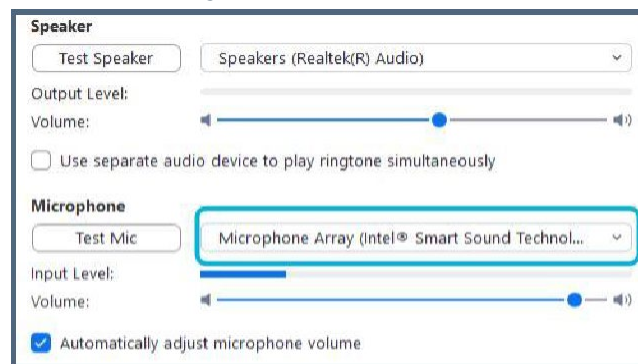 Speaker
Test Speaker Speakers (Realtek(R) Audio)
Output Level:
Volume:
Use separate audio device to play ringtone simultaneously
Microphone
Test Mic Microphone Array (Intel® Smart Sound Technol...
Input Level:
Volume:
Automatically adjust microphone volume